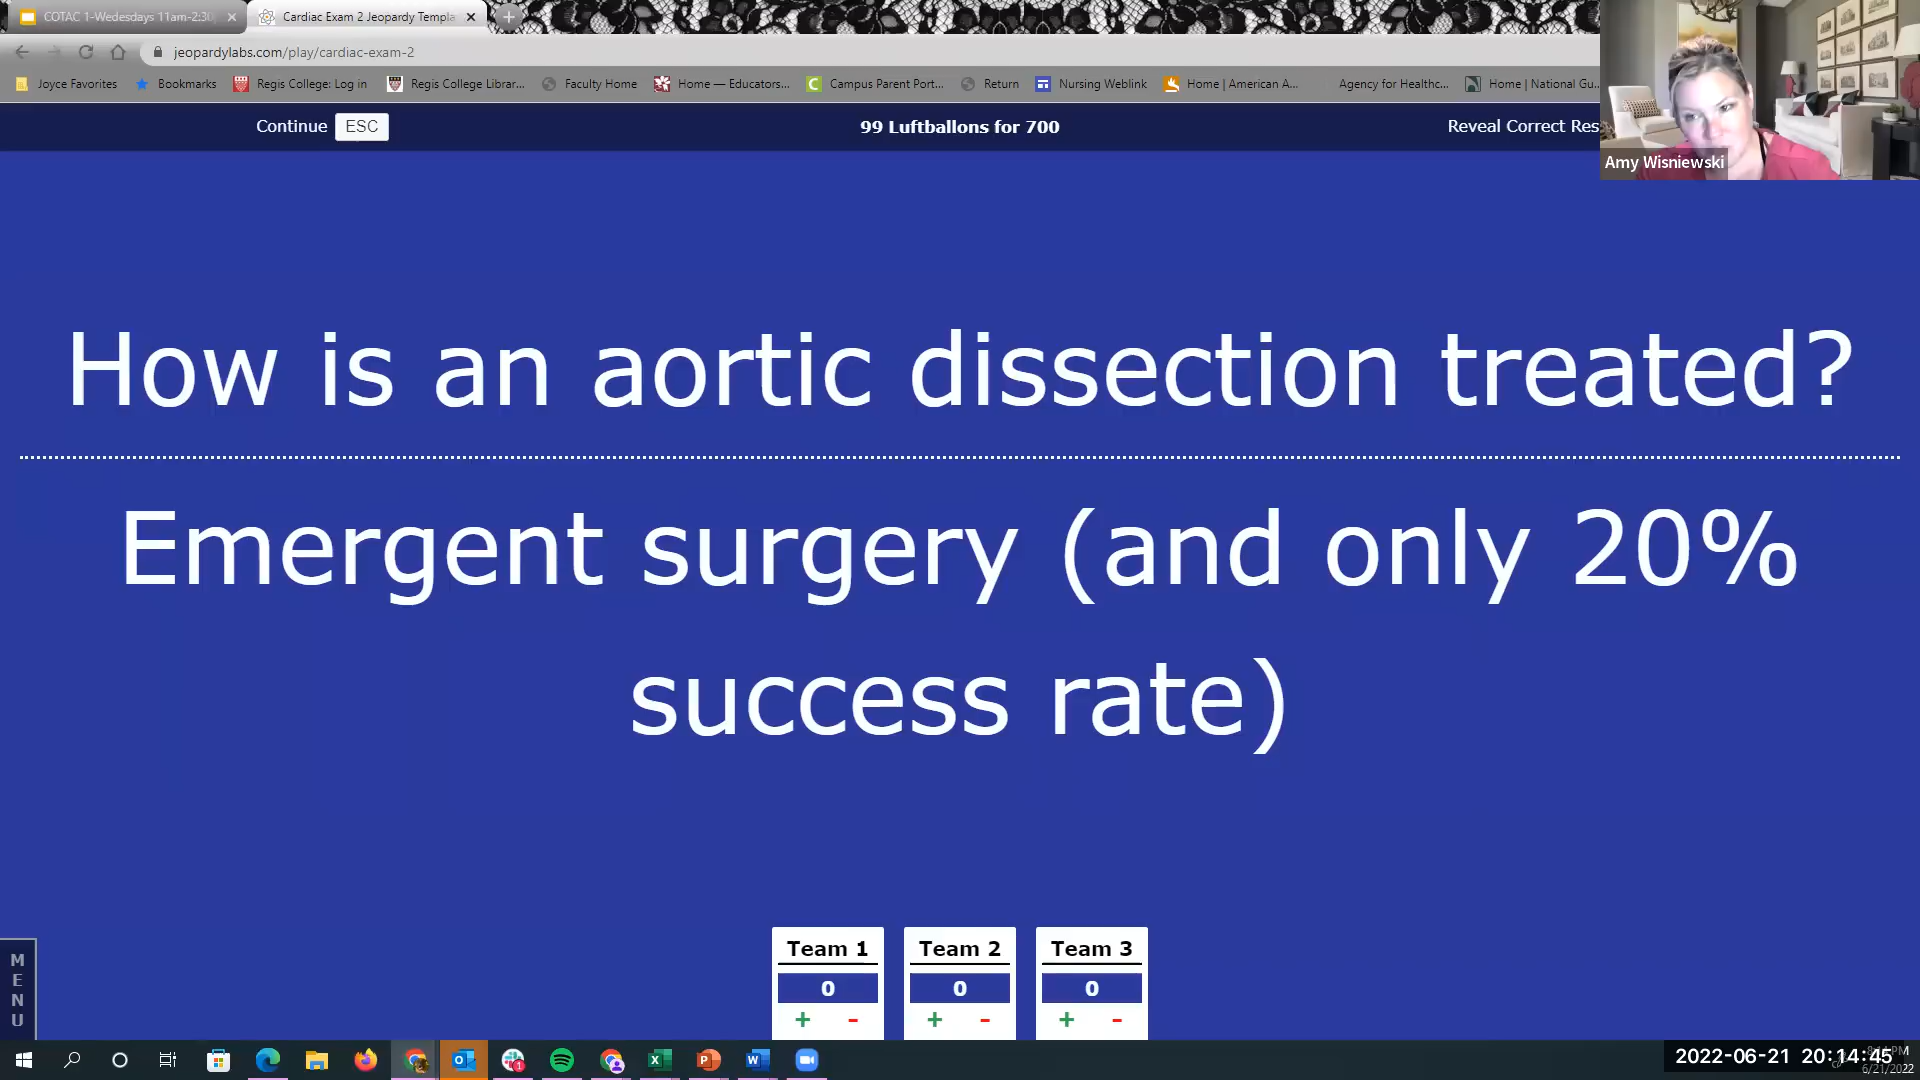 COTAC 1-Wedesdays 11am-2:30
Cardiac Exam 2 Jeopardy Templa
jeopardylabs.com/play/cardiac-exam-2
Joyce Favorites
Bookmarks
Regis College: Log in
Regis College Librar...
Faculty Home
Home — Educators...
Campus Parent Port...
Return
Nursing Weblink
Home | American A...
Agency for Healthc...
Home | National Gu...
Continue ESC
99 Luftballons for 700
Reveal Correct Res
Amy Wisniewski
How is an aortic dissection treated?
Emergent surgery (and only 20%
success rate)
Team 1
0
+ -
Team 2
0
+ -
Team 3
0
+ -
MENU
2022-06-21 20:14:45
6/21/2022